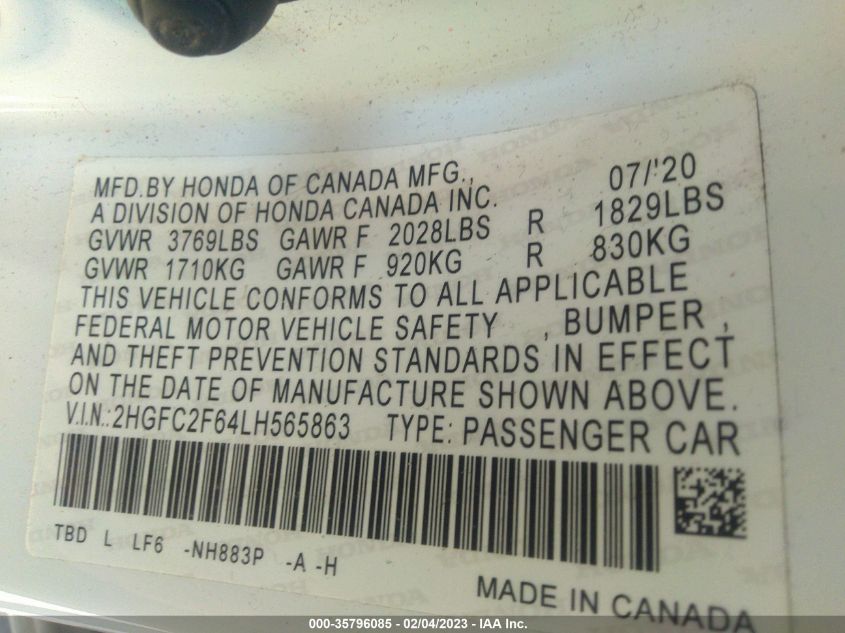 MFD.BY HONDA OF CANADA MFG., 07/'20
A DIVISION OF HONDA CANADA INC.
GVWR 3769LBS GAWR F 2028LBS R 1829LBS
GVWR 1710KG GAWR F 920KG R 830KG
THIS VEHICLE CONFORMS TO ALL APPLICABLE
FEDERAL MOTOR VEHICLE SAFETY , BUMPER ,
AND THEFT PREVENTION STANDARDS IN EFFECT
ON THE DATE OF MANUFACTURE SHOWN ABOVE.
V.I.N.:2HGFC2F64LH565863 TYPE: PASSENGER CAR
TBD L LF6 -NH883P -A -H
MADE IN CANADA
000-35796085 - 02/04/2023 - IAA Inc.